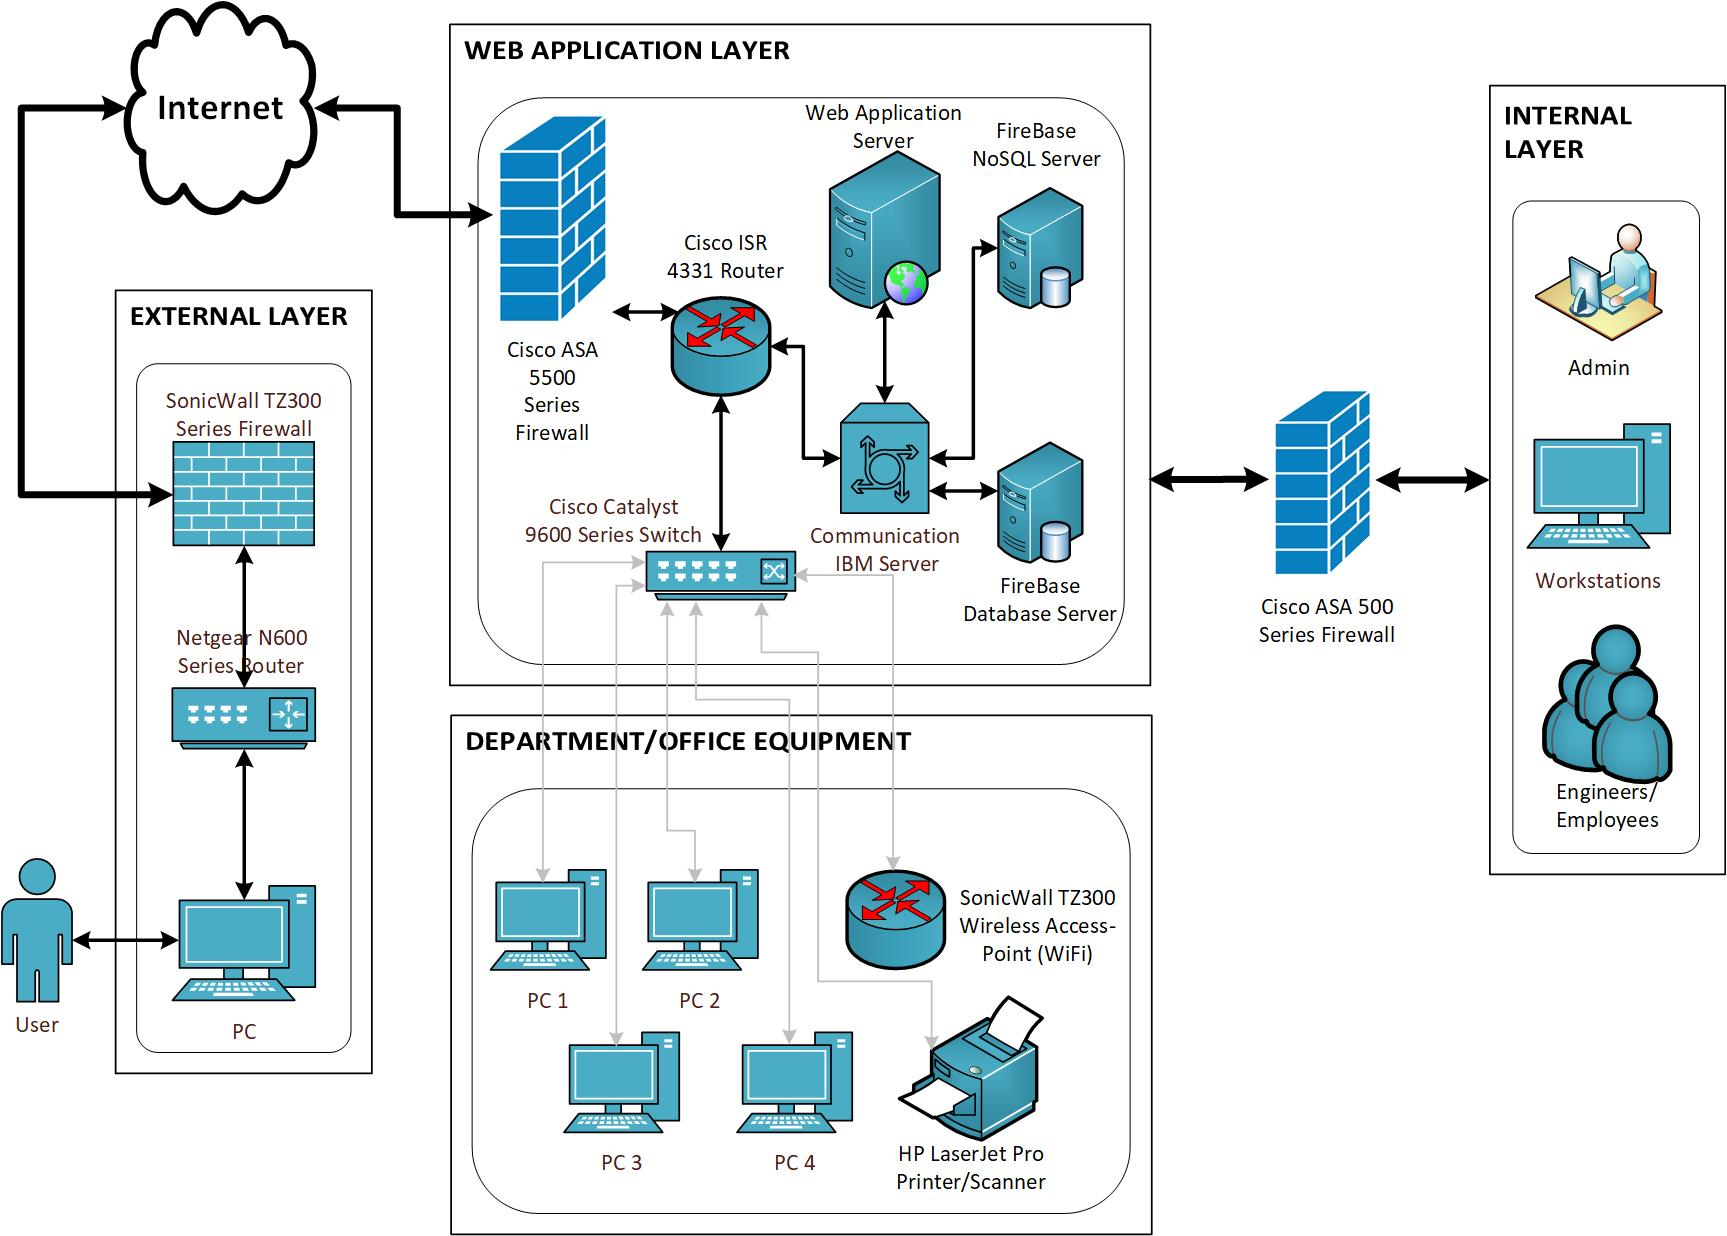 Internet
EXTERNAL LAYER
SonicWall TZ300
Series Firewall
Netgear N600
Series Router
PC
User
WEB APPLICATION LAYER
Cisco ASA
5500
Series
Firewall
Cisco ISR
4331 Router
Web Application
Server
FireBase
NoSQL Server
Cisco Catalyst
9600 Series Switch
Communication
IBM Server
FireBase
Database Server
DEPARTMENT/OFFICE EQUIPMENT
PC 1
PC 2
SonicWall TZ300
Wireless Access-
Point (WiFi)
PC 3
PC 4
HP LaserJet Pro
Printer/Scanner
Cisco ASA 500
Series Firewall
INTERNAL
LAYER
Admin
Workstations
Engineers/
Employees